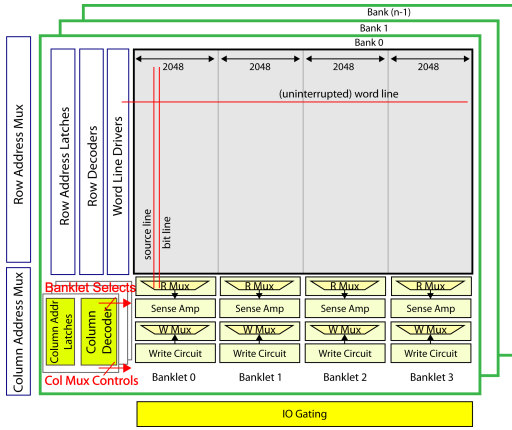 Bank (n-1)
Bank 1
Bank 0
2048 2048 2048 2048
(uninterrupted) word line
Row Address Mux
Row Address Latches
Row Decoders
Word Line Drivers
source line
bit line
Column Address Mux
Banklet Selects
Column Addr
Latches
Column
Decoder
Col Mux Controls
R Mux R Mux R Mux R Mux
Sense Amp Sense Amp Sense Amp Sense Amp
W Mux W Mux W Mux W Mux
Write Circuit Write Circuit Write Circuit Write Circuit
Banklet 0 Banklet 1 Banklet 2 Banklet 3
IO Gating